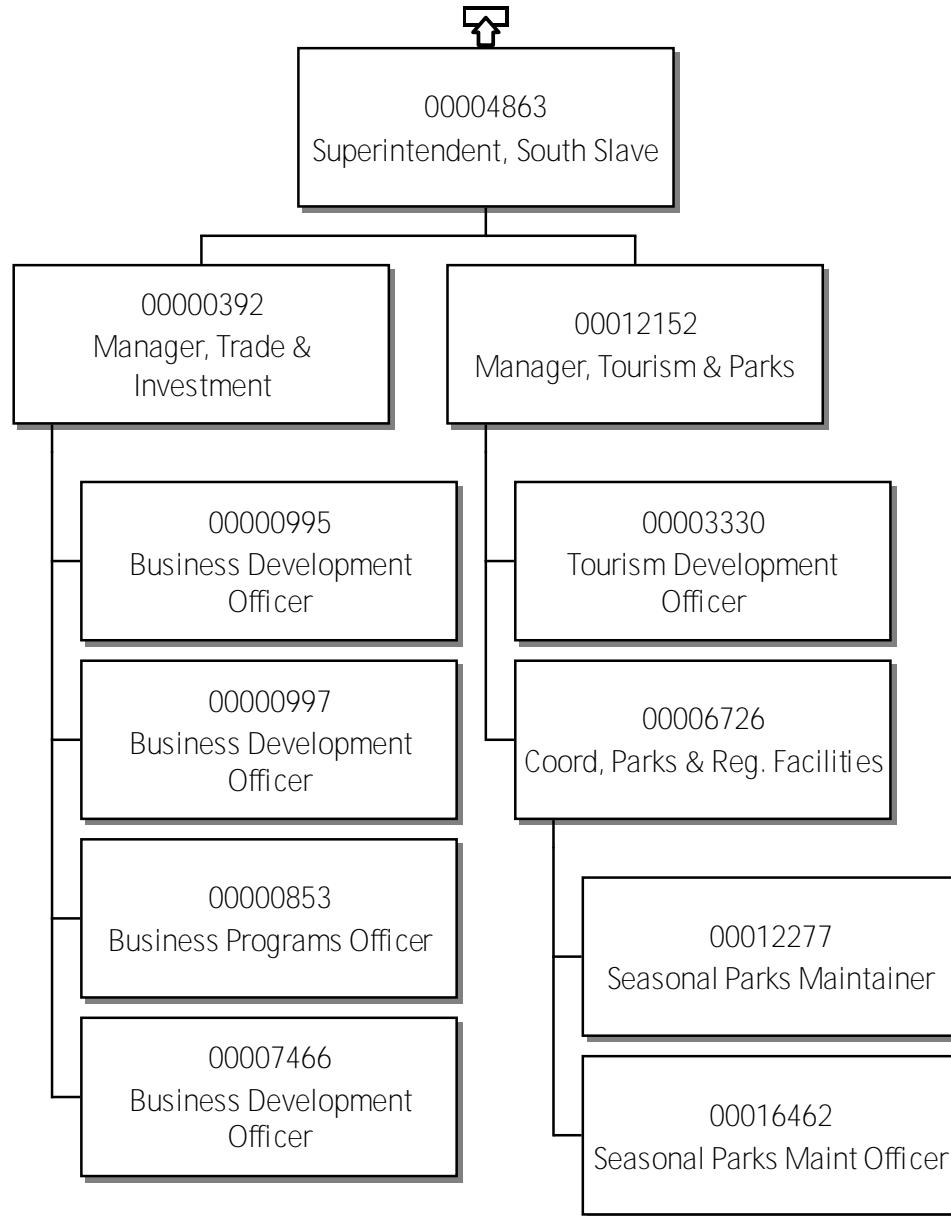 00004863
Superintendent, South Slave
00000392
Manager, Trade &
Investment
00012152
Manager, Tourism & Parks
00000995
Business Development
Officer
00003330
Tourism Development
Officer
00000997
Business Development
Officer
00006726
Coord, Parks & Reg. Facilities
00000853
Business Programs Officer
00012277
Seasonal Parks Maintainer
00007466
Business Development
Officer
00016462
Seasonal Parks Maint Officer